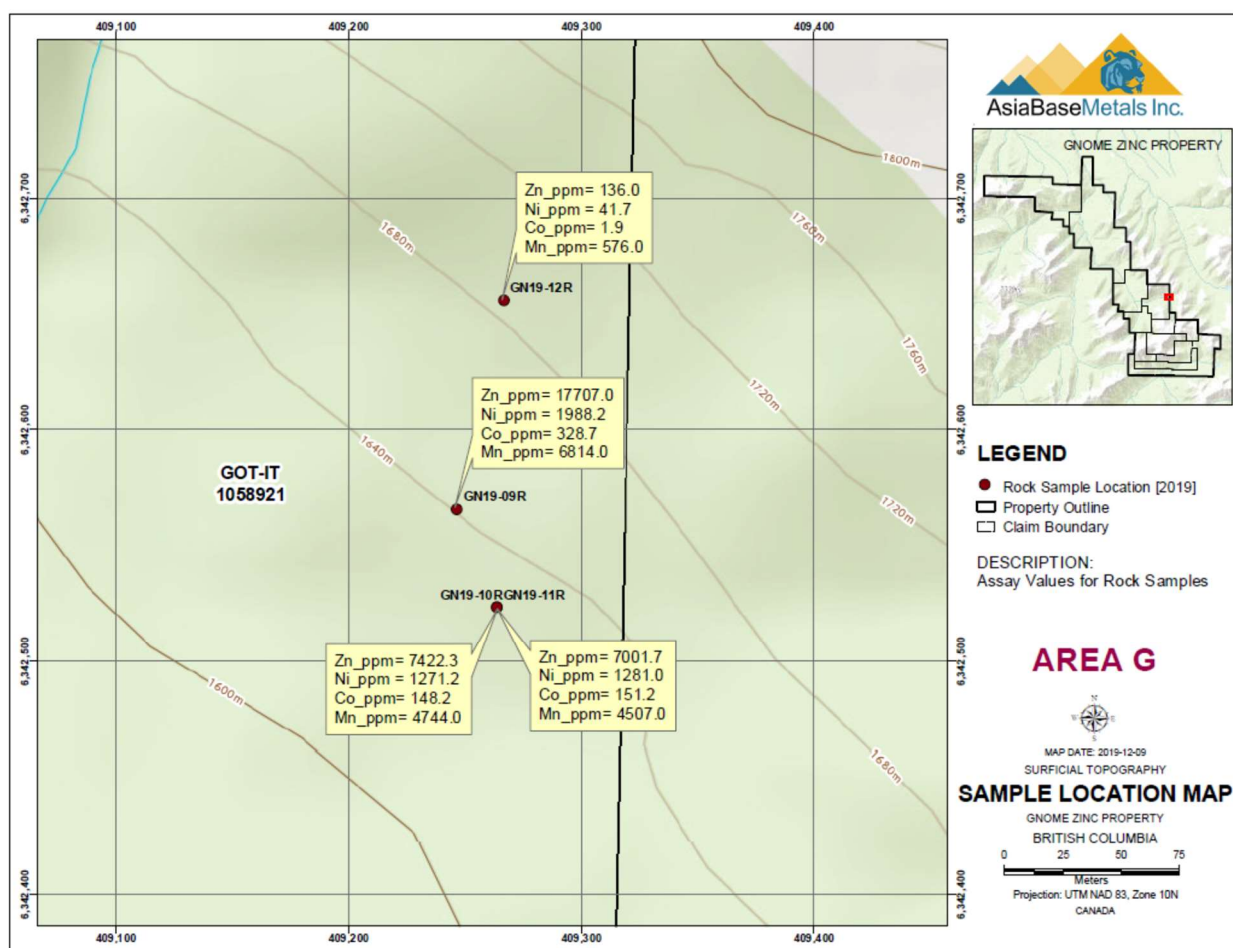 409,100
409,200
409,300
409,400
6,342,700
6,342,600
6,342,500
6,342,400
1800m
1760m
1760m
1680m
1720m
1720m
1640m
1600m
1680m
Zn_ppm= 136.0
Ni_ppm= 41.7
Co_ppm= 1.9
Mn_ppm= 576.0
GN19-12R
Zn_ppm= 17707.0
Ni_ppm= 1988.2
Co_ppm= 328.7
Mn_ppm= 6814.0
GN19-09R
GOT-IT
1058921
GN19-10R GN19-11R
Zn_ppm= 7422.3
Ni_ppm= 1271.2
Co_ppm= 148.2
Mn_ppm= 4744.0
Zn_ppm= 7001.7
Ni_ppm= 1281.0
Co_ppm= 151.2
Mn_ppm= 4507.0
6,342,700
6,342,600
6,342,500
6,342,400
409,100
409,200
409,300
409,400
AsiaBaseMetals Inc.
GNOME ZINC PROPERTY
LEGEND
Rock Sample Location [2019]
Property Outline
Claim Boundary
DESCRIPTION:
Assay Values for Rock Samples
AREA G
N
W E
S
MAP DATE: 2019-12-09
SURFICIAL TOPOGRAPHY
SAMPLE LOCATION MAP
GNOME ZINC PROPERTY
BRITISH COLUMBIA
0 25 50 75
Meters
Projection: UTM NAD 83, Zone 10N
CANADA